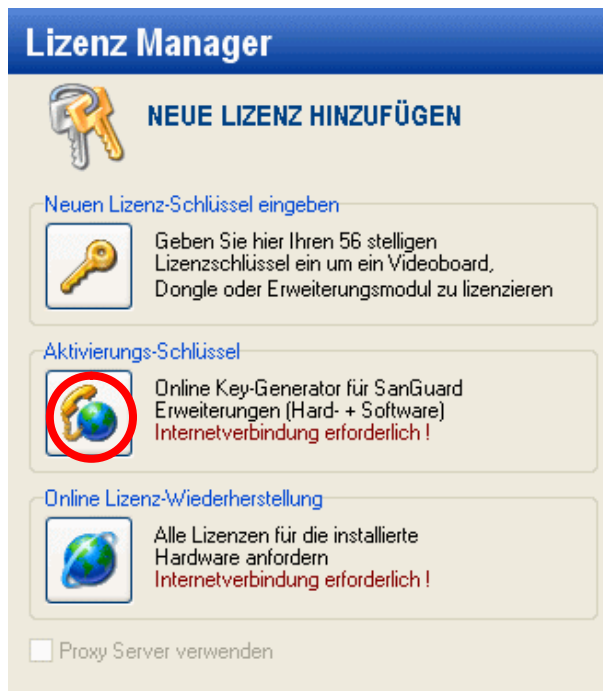 Lizenz Manager
NEUE LIZENZ HINZUFÜGEN
Neuen Lizenz-Schlüssel eingeben
Geben Sie hier Ihren 56 stelligen
Lizenzschlüssel ein um ein Videoboard,
Dongle oder Erweiterungsmodul zu lizenzieren
Aktivierungs-Schlüssel
Online Key-Generator für SanGuard
Erweiterungen (Hard- + Software)
Internetverbindung erforderlich !
Online Lizenz-Wiederherstellung
Alle Lizenzen für die installierte
Hardware anfordern
Internetverbindung erforderlich !
Proxy Server verwenden